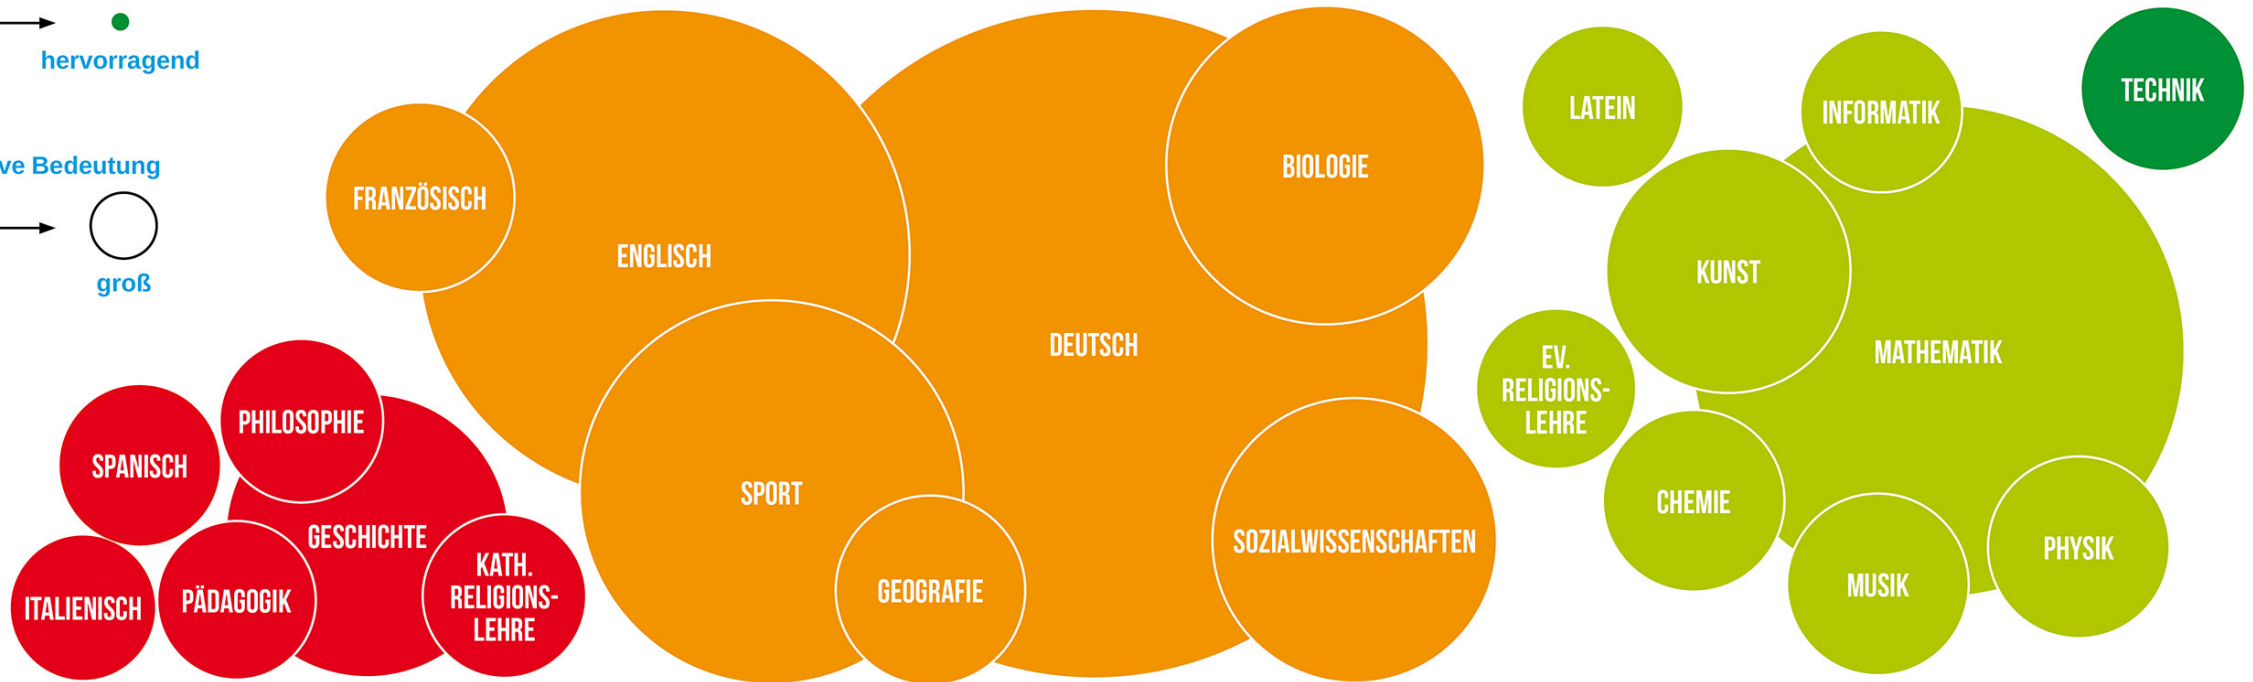 hervorragend
ve Bedeutung
groß
FRANZÖSISCH
ENGLISCH
DEUTSCH
BIOLOGIE
SPORT
GEOGRAFIE
SOZIALWISSENSCHAFTEN
PHILOSOPHIE
SPANISCH
GESCHICHTE
ITALIENISCH
PÄDAGOGIK
KATH.
RELIGIONS-
LEHRE
LATEIN
INFORMATIK
TECHNIK
KUNST
MATHEMATIK
EV.
RELIGIONS-
LEHRE
CHEMIE
MUSIK
PHYSIK